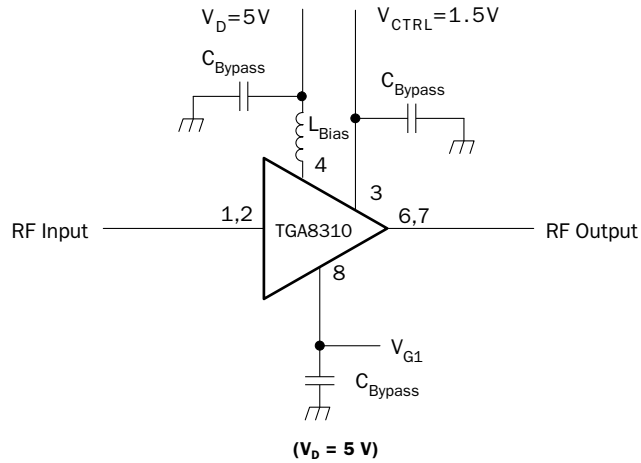 V_D=5V
V_CTRL=1.5V
C_Bypass
C_Bypass
L_Bias
4
3
1,2
TGA8310
6,7
RF Input
RF Output
8
V_G1
C_Bypass
(V_D = 5 V)